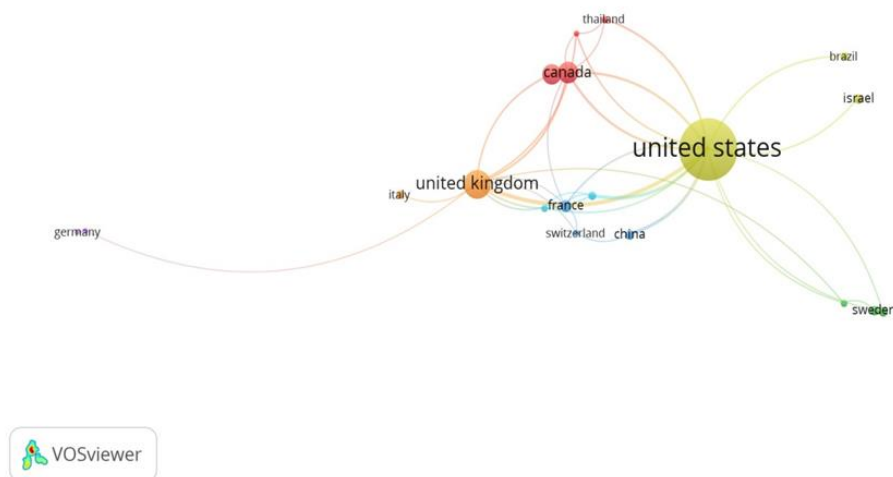 thailand
brazil
canada
israel
united states
united kingdom
italy
france
germany
switzerland
china
sweden
VOSviewer